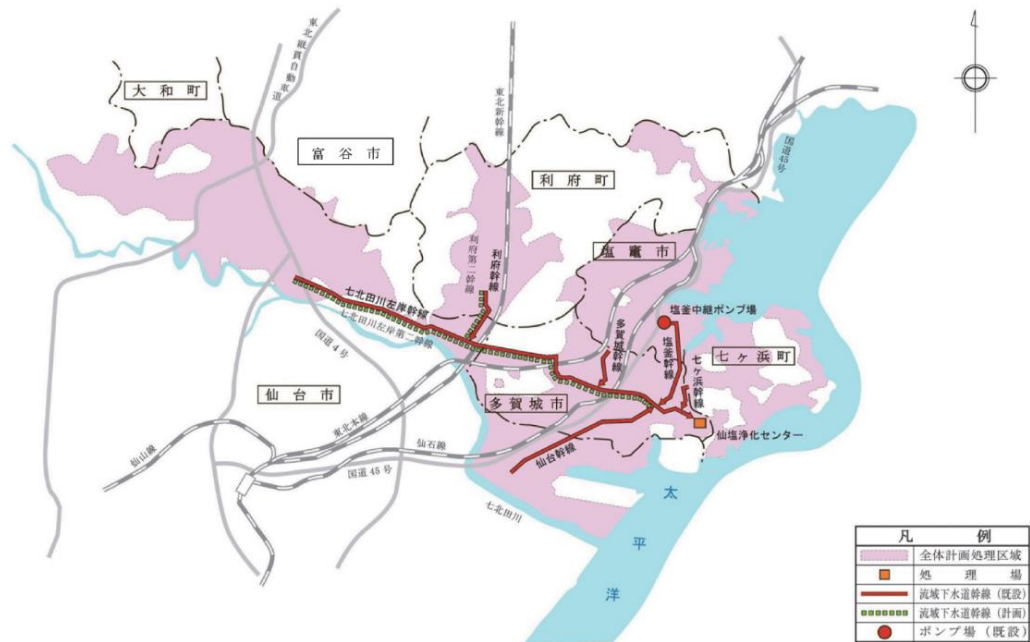 大和町
東北縦貫自動車道
富谷市
東北新幹線
利府町
国道45号
塩竈市
利府第二幹線
利府幹線
七北田川左岸幹線
七北田川左岸第二幹線
塩釜中継ポンプ場
多賀城幹線
塩釜幹線
七ヶ浜幹線
七ヶ浜町
国道4号
仙台市
多賀城市
東北本線
仙石線
仙山線
国道45号
仙台幹線
仙塩浄化センター
七北田川
太平洋
凡例
全体計画処理区域
処理場
流域下水道幹線(既設)
流域下水道幹線(計画)
ポンプ場(既設)